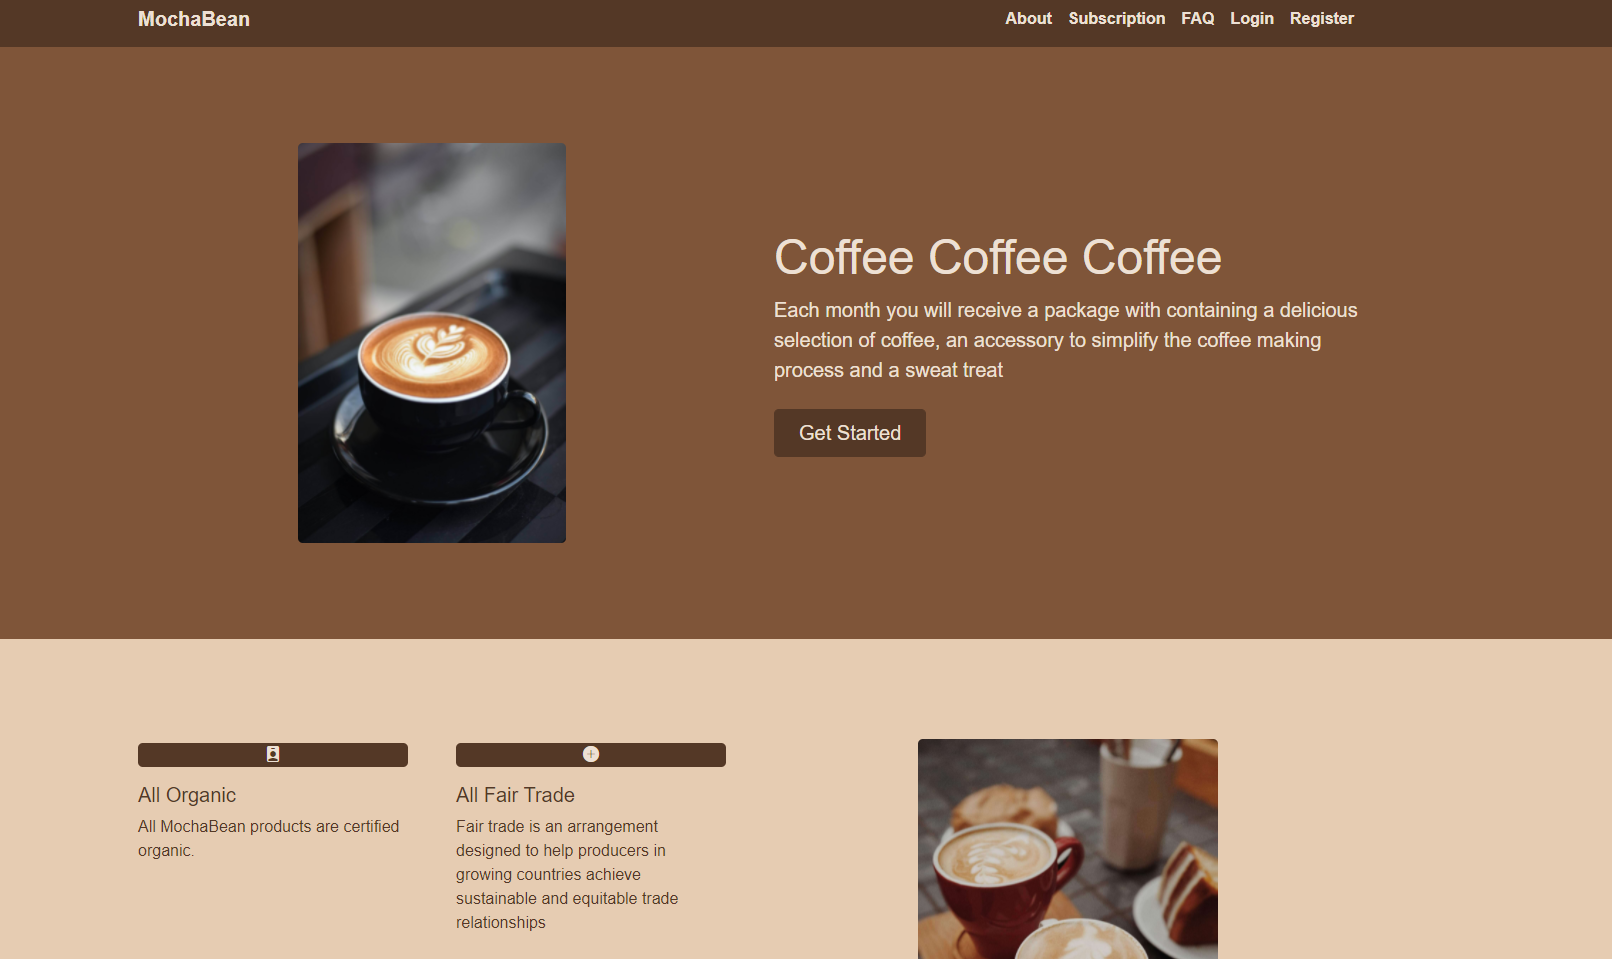 MochaBean
About Subscription FAQ Login Register
Coffee Coffee Coffee
Each month you will receive a package with containing a delicious
selection of coffee, an accessory to simplify the coffee making
process and a sweat treat
Get Started
All Organic
All MochaBean products are certified
organic.
All Fair Trade
Fair trade is an arrangement
designed to help producers in
growing countries achieve
sustainable and equitable trade
relationships